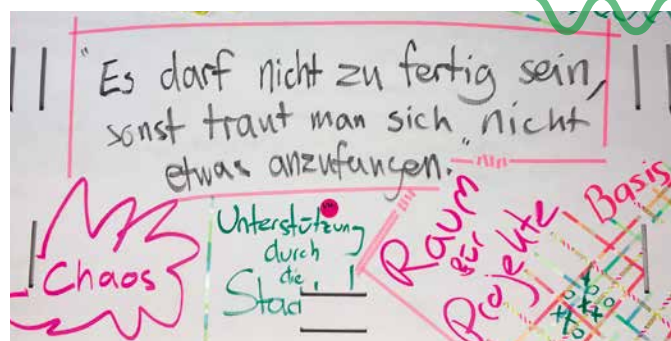 "Es darf nicht zu fertig sein,
sonst traut man sich nicht
etwas anzufangen."
Chaos
Unterstützung
durch
die
Raum
für
Projekte
Basis